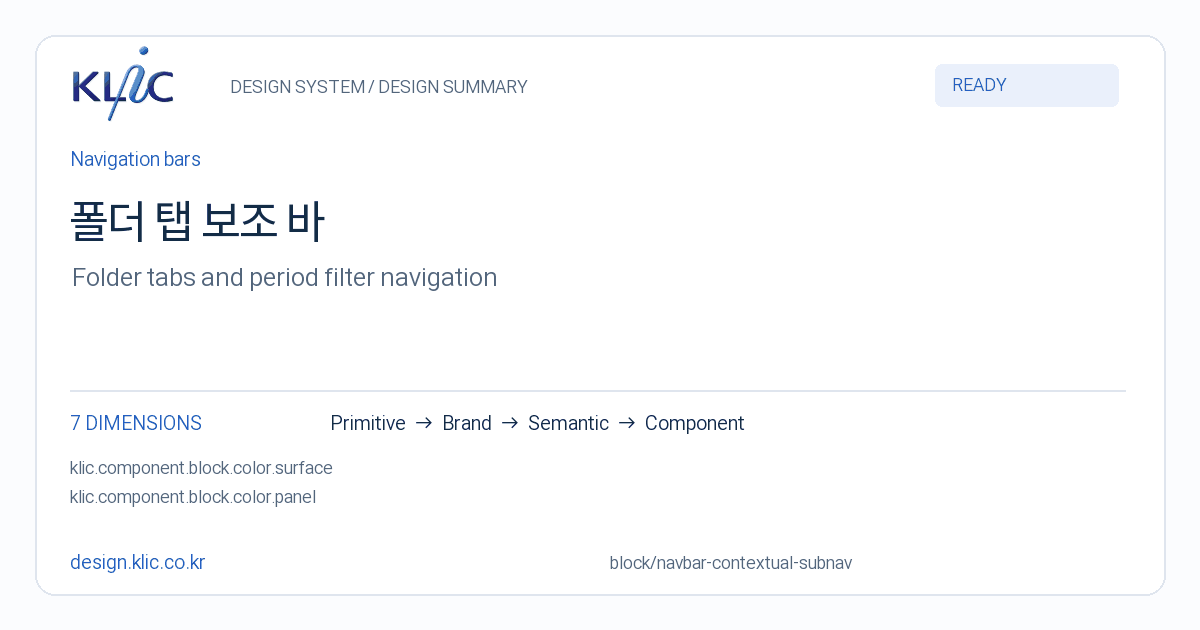 KLiC
DESIGN SYSTEM / DESIGN SUMMARY
READY
Navigation bars
폴더 탭 보조 바
Folder tabs and period filter navigation
7 DIMENSIONS
Primitive → Brand → Semantic → Component
klic.component.block.color.surface
klic.component.block.color.panel
design.klic.co.kr
block/navbar-contextual-subnav